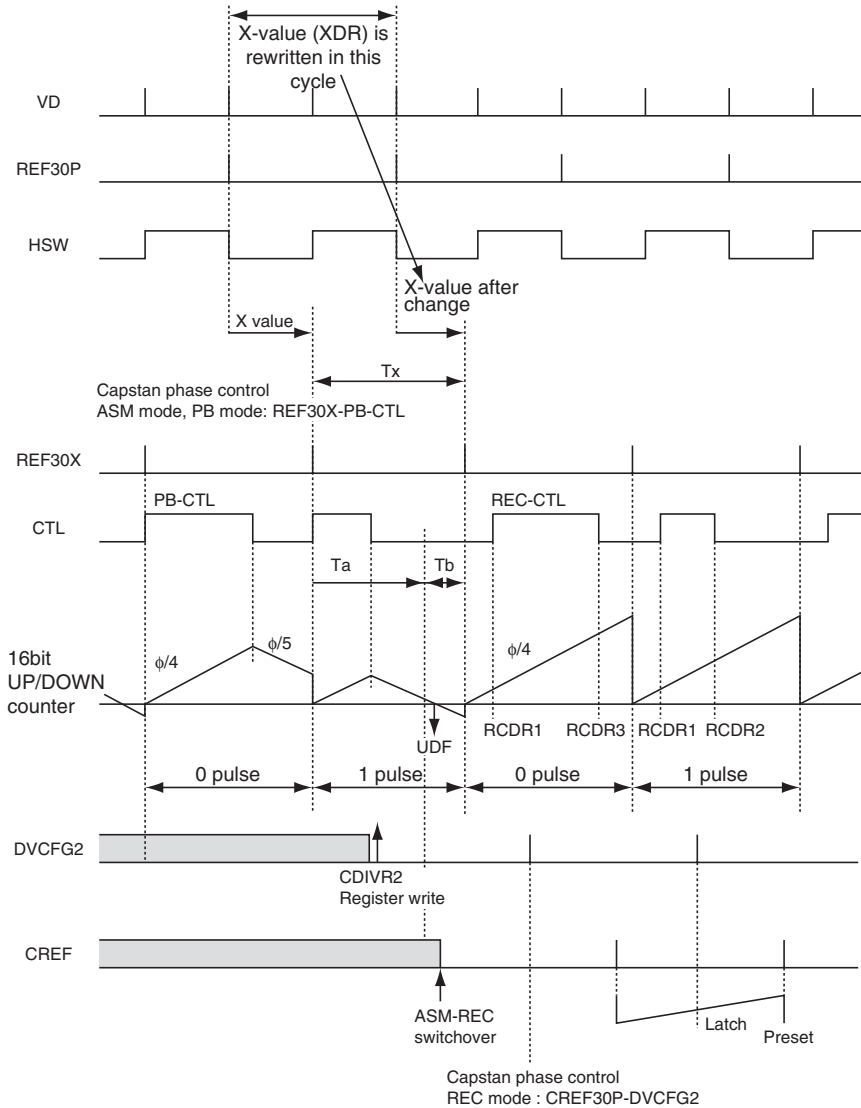 X-value (XDR) is
rewritten in this
cycle
VD
REF30P
HSW
X-value after
change
X value
Tx
Capstan phase control
ASM mode, PB mode: REF30X-PB-CTL
REF30X
PB-CTL
REC-CTL
CTL
Ta
Tb
ϕ/4
ϕ/5
ϕ/4
16bit
UP/DOWN
counter
UDF
RCDR1
RCDR3
RCDR1
RCDR2
0 pulse
1 pulse
0 pulse
1 pulse
DVCFG2
CDIVR2
Register write
CREF
ASM-REC
switchover
Latch
Preset
Capstan phase control
REC mode : CREF30P-DVCFG2